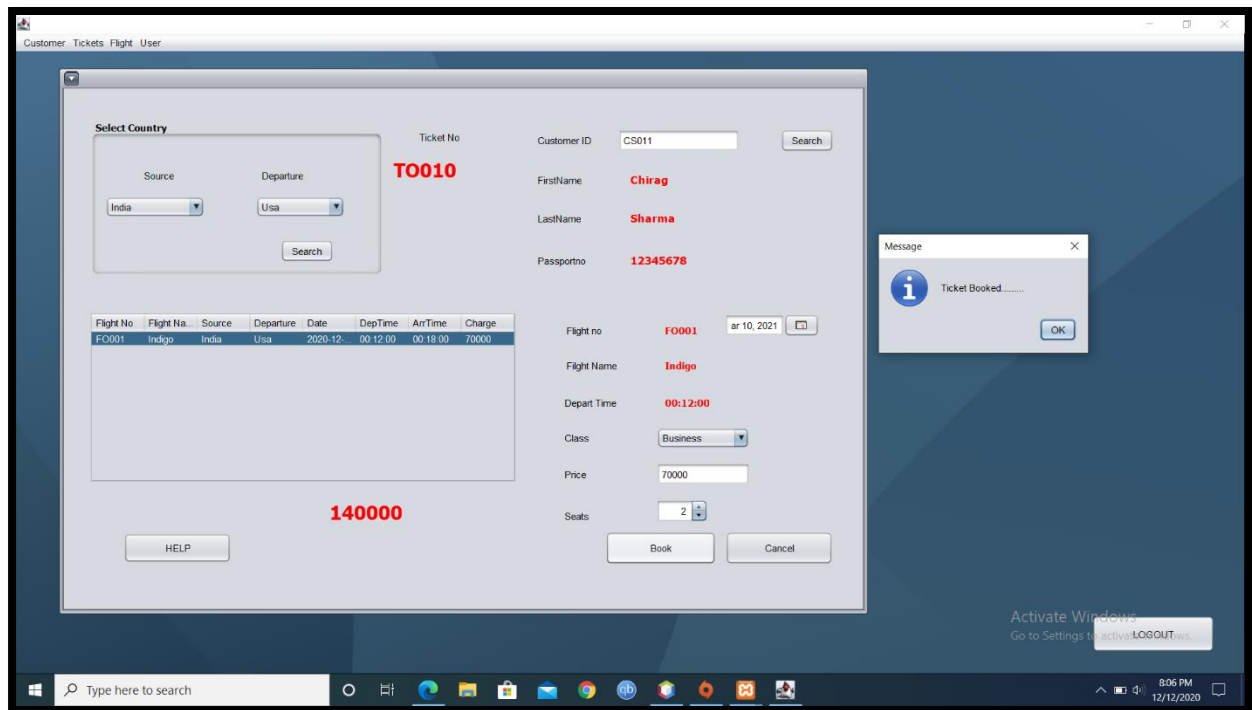 Customer Tickets Flight User
Select Country
Source Departure
India Usa
Search
Ticket No
TO010
Customer ID CS011 Search
FirstName Chirag
LastName Sharma
Passportno 12345678
Flight No Flight Na... Source Departure Date DepTime ArrTime Charge
FO001 Indigo India Usa 2020-12-... 00:12:00 00:18:00 70000
140000
HELP
Flight no FO001 ar 10, 2021
Filght Name Indigo
Depart Time 00:12:00
Class Business
Price 70000
Seats 2
Book Cancel
Message
Ticket Booked.........
OK
Activate Windows
Go to Settings to activate Windows.
LOGOUT
Type here to search
qb
8:06 PM
12/12/2020